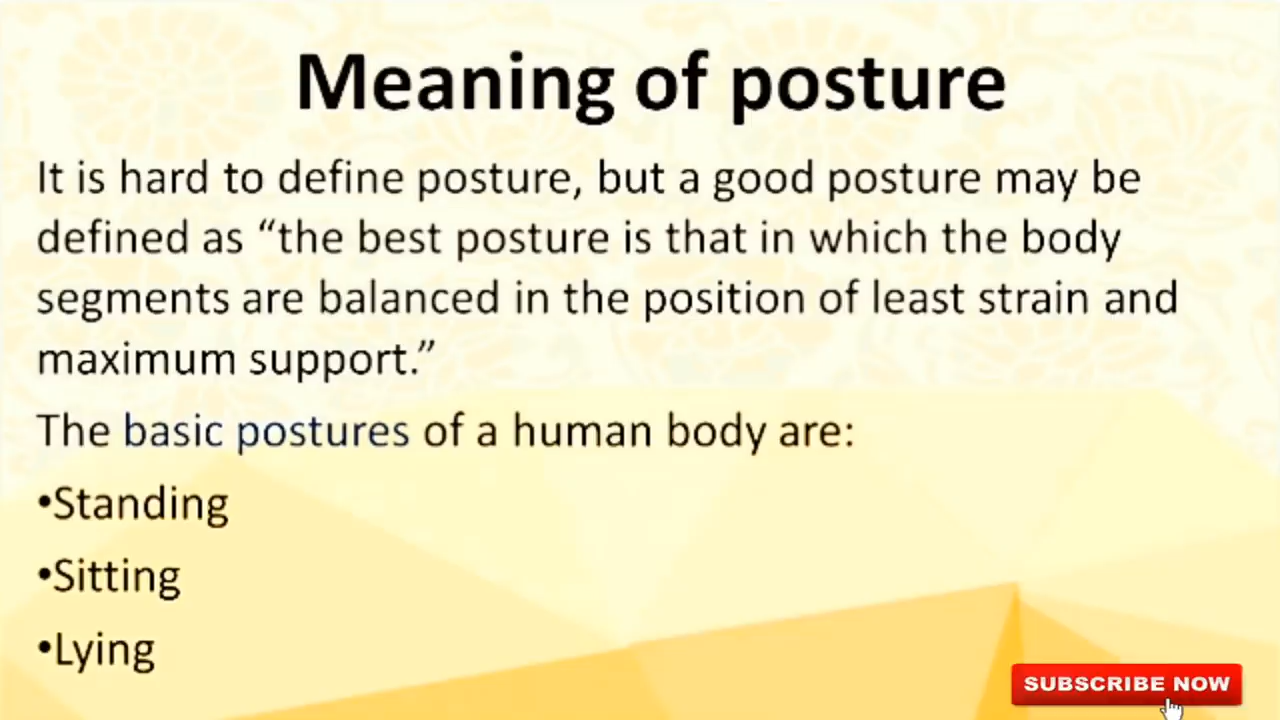 Meaning of posture
It is hard to define posture, but a good posture may be
defined as “the best posture is that in which the body
segments are balanced in the position of least strain and
maximum support.”
The basic postures of a human body are:
•Standing
•Sitting
•Lying
SUBSCRIBE NOW